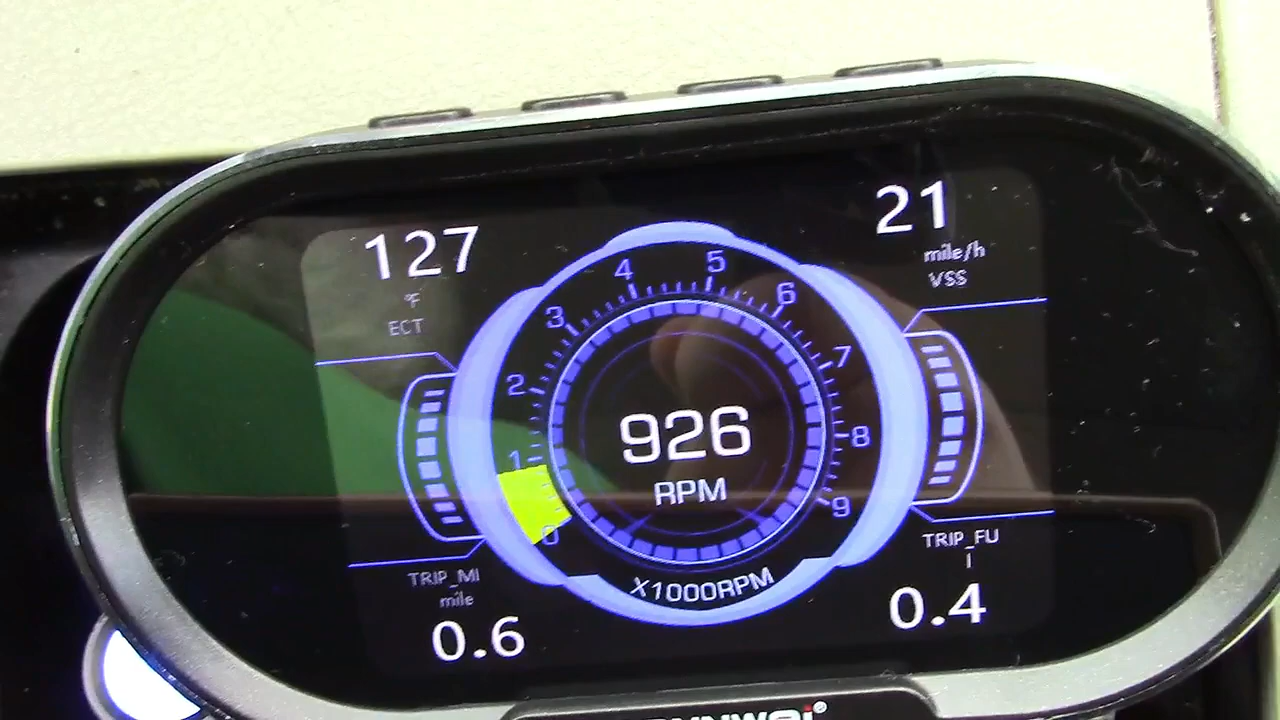 127
°F
ECT
21
mile/h
VSS
0
1
2
3
4
5
6
7
8
9
926
RPM
X1000RPM
TRIP_MI
mile
0.6
TRIP_FU
l
0.4